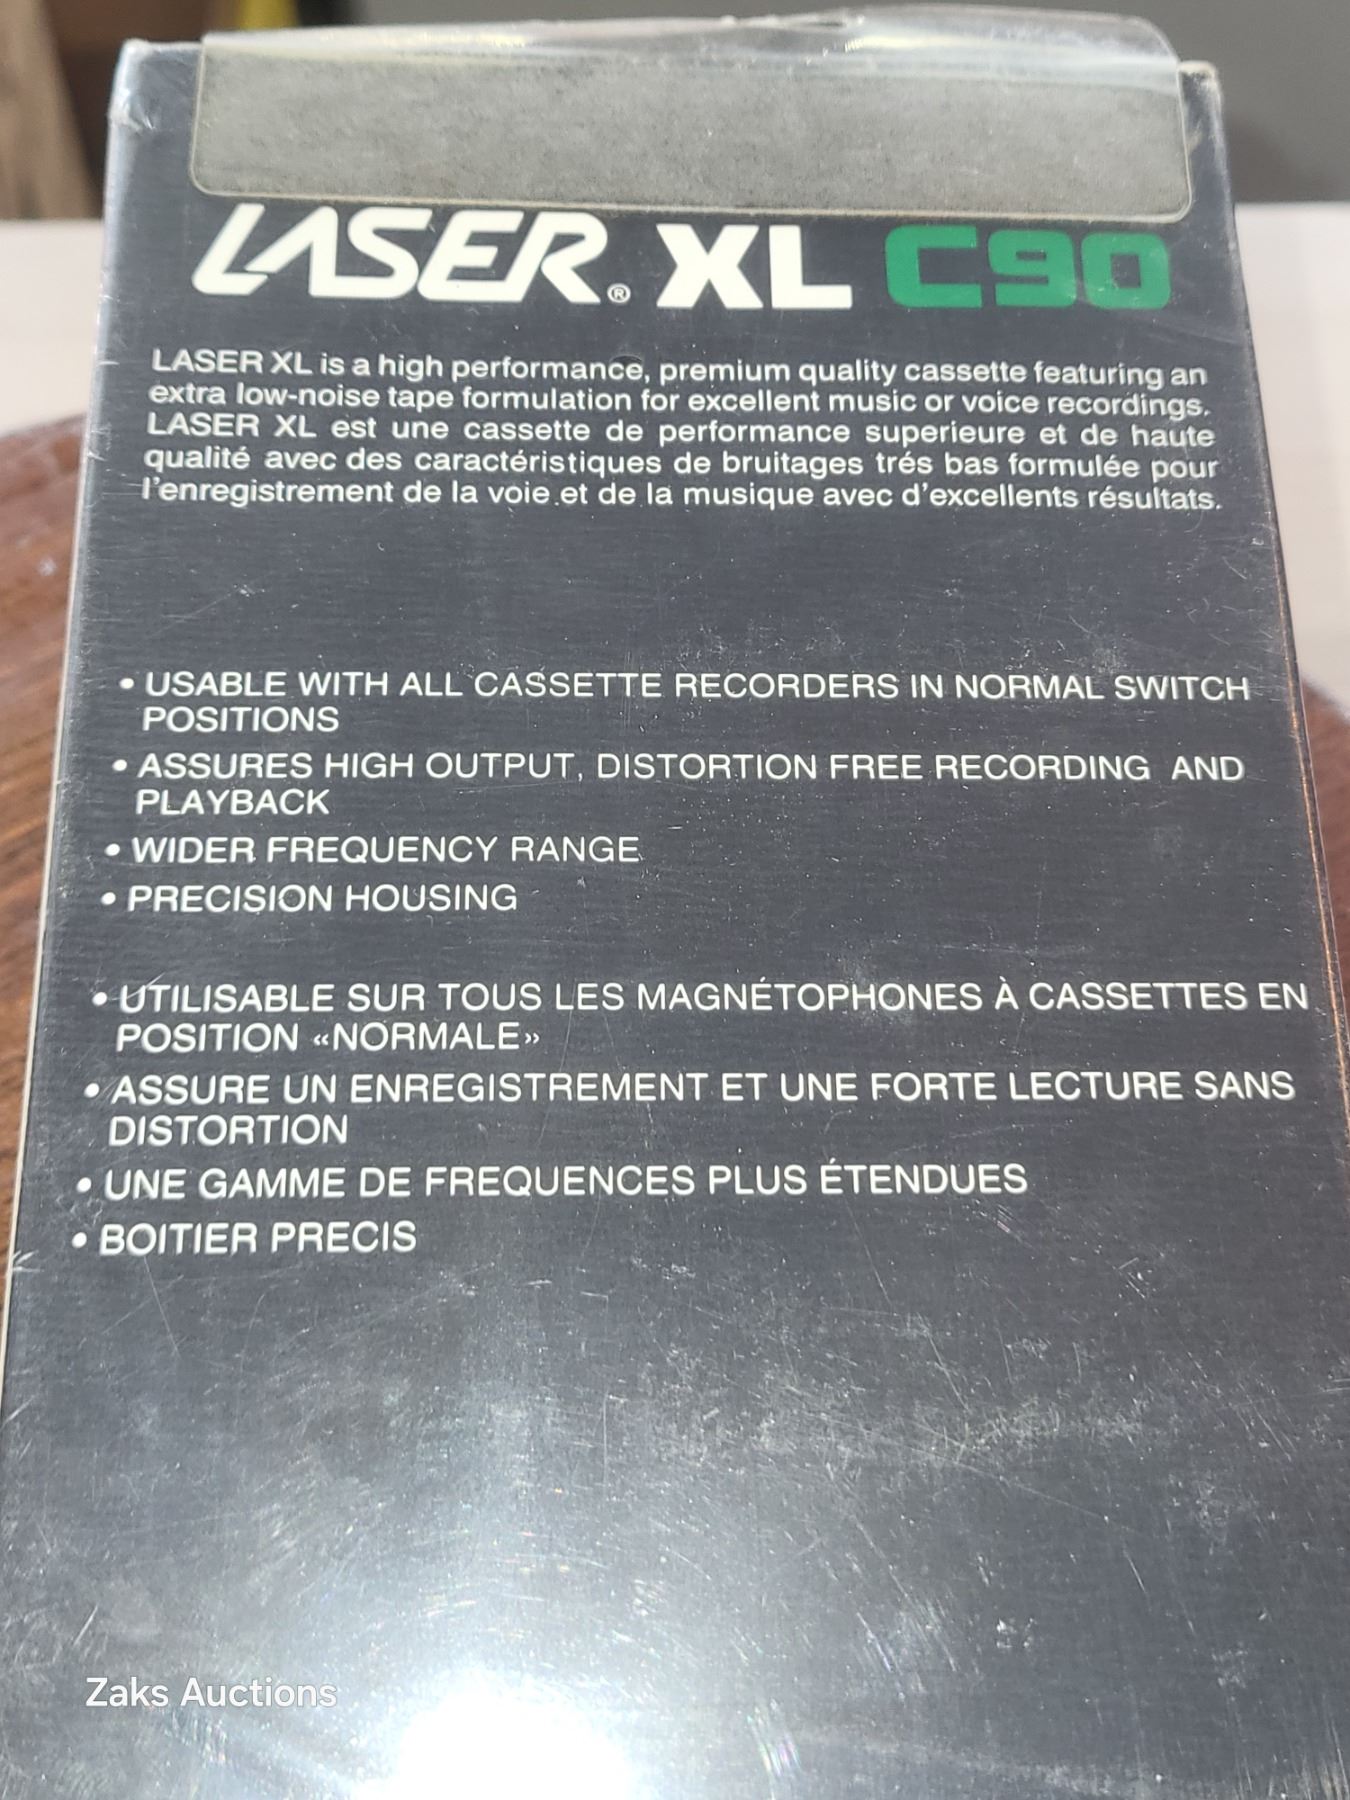 LASER® XL C90
LASER XL is a high performance, premium quality cassette featuring an
extra low-noise tape formulation for excellent music or voice recordings.
LASER XL est une cassette de performance superieure et de haute
qualité avec des caractéristiques de bruitages trés bas formulée pour
l'enregistrement de la voie et de la musique avec d'excellents résultats.
• USABLE WITH ALL CASSETTE RECORDERS IN NORMAL SWITCH
POSITIONS
• ASSURES HIGH OUTPUT, DISTORTION FREE RECORDING AND
PLAYBACK
• WIDER FREQUENCY RANGE
• PRECISION HOUSING
• UTILISABLE SUR TOUS LES MAGNÉTOPHONES À CASSETTES EN
POSITION «NORMALE»
• ASSURE UN ENREGISTREMENT ET UNE FORTE LECTURE SANS
DISTORTION
• UNE GAMME DE FREQUENCES PLUS ÉTENDUES
• BOITIER PRECIS
Zaks Auctions